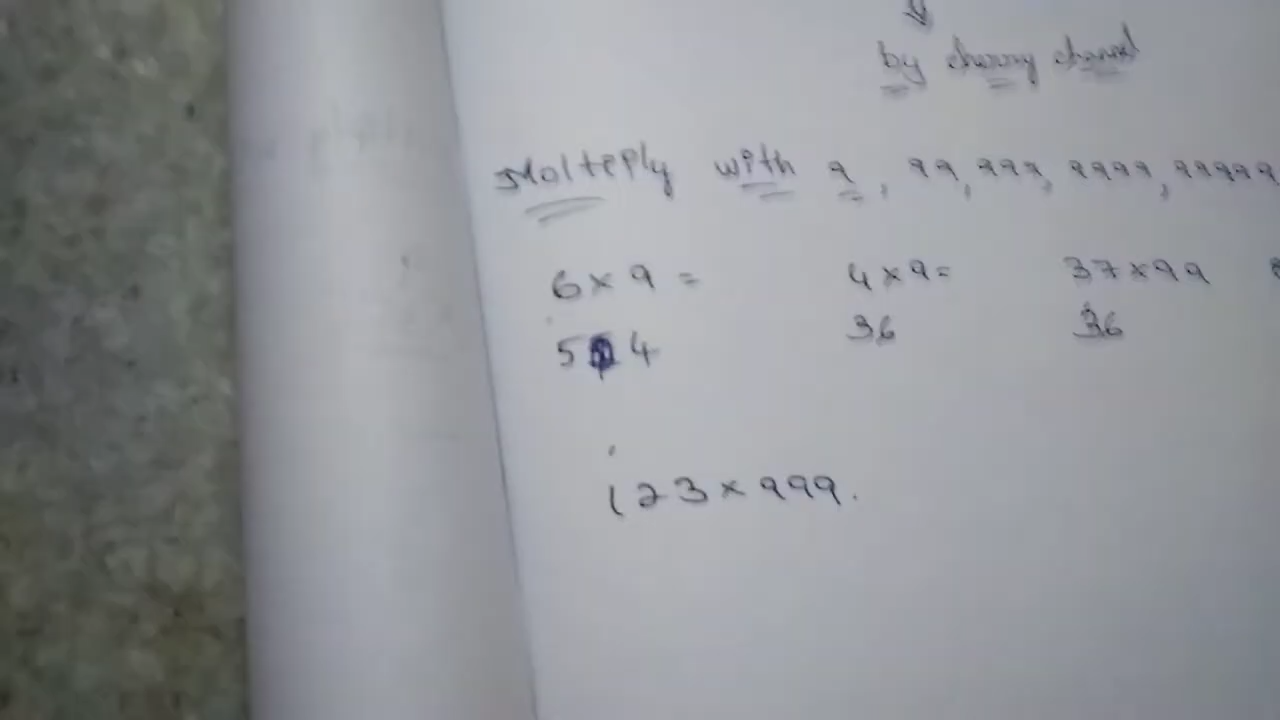 by cherry channel
Molteply with 9, 99, 999, 9999, 99999
6 x 9 = 4 x 9 = 37 x 99
5 4 36 36
123 x 999.